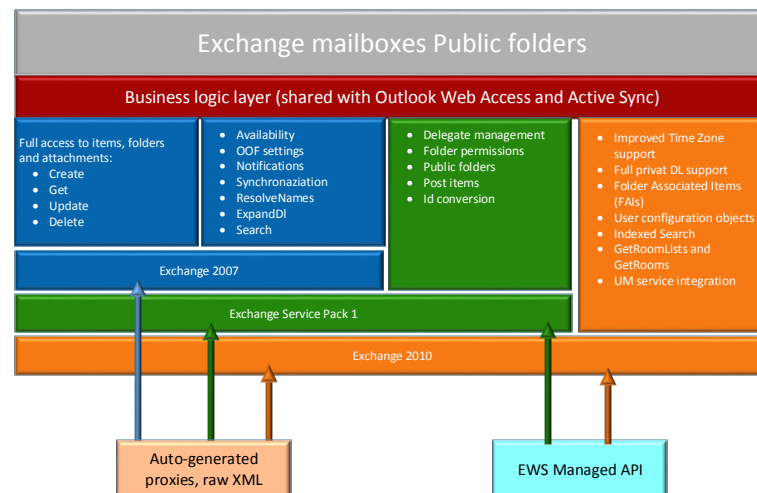 Exchange mailboxes Public folders
Business logic layer (shared with Outlook Web Access and Active Sync)
Full access to items, folders
and attachments:
• Create
• Get
• Update
• Delete
• Availability
• OOF settings
• Notifications
• Synchronaziation
• ResolveNames
• ExpandDl
• Search
• Delegate management
• Folder permissions
• Public folders
• Post items
• Id conversion
• Improved Time Zone
support
• Full privat DL support
• Folder Associated Items
(FAIs)
• User configuration objects
• Indexed Search
• GetRoomLists and
GetRooms
• UM service integration
Exchange 2007
Exchange Service Pack 1
Exchange 2010
Auto-generated
proxies, raw XML
EWS Managed API